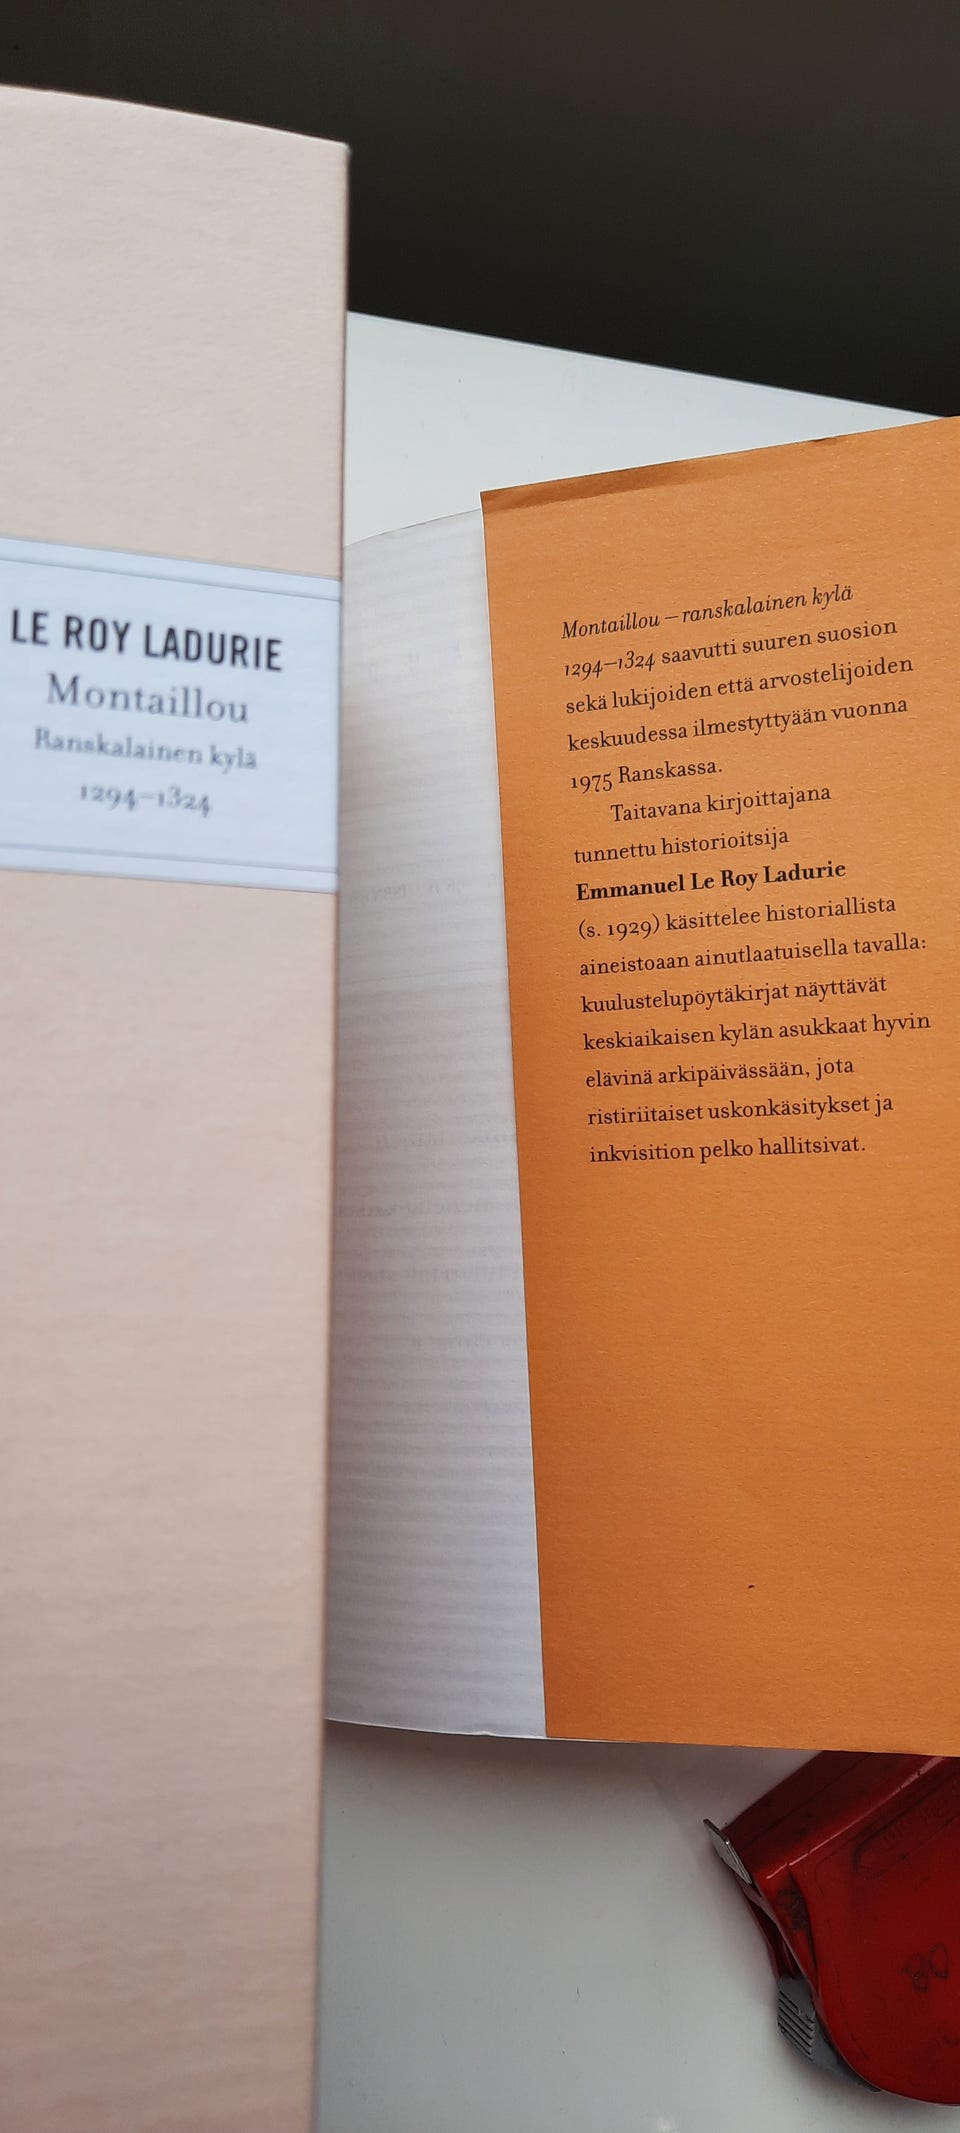 LE ROY LADURIE
Montaillou
Ranskalainen kylä
1294–1324
Montaillou – ranskalainen kylä
1294–1324 saavutti suuren suosion
sekä lukijoiden että arvostelijoiden
keskuudessa ilmestyttyään vuonna
1975 Ranskassa.
Taitavana kirjoittajana
tunnettu historioitsija
Emmanuel Le Roy Ladurie
(s. 1929) käsittelee historiallista
aineistoaan ainutlaatuisella tavalla:
kuulustelupöytäkirjat näyttävät
keskiaikaisen kylän asukkaat hyvin
elävinä arkipäivässään, jota
ristiriitaiset uskonkäsitykset ja
inkvisition pelko hallitsivat.